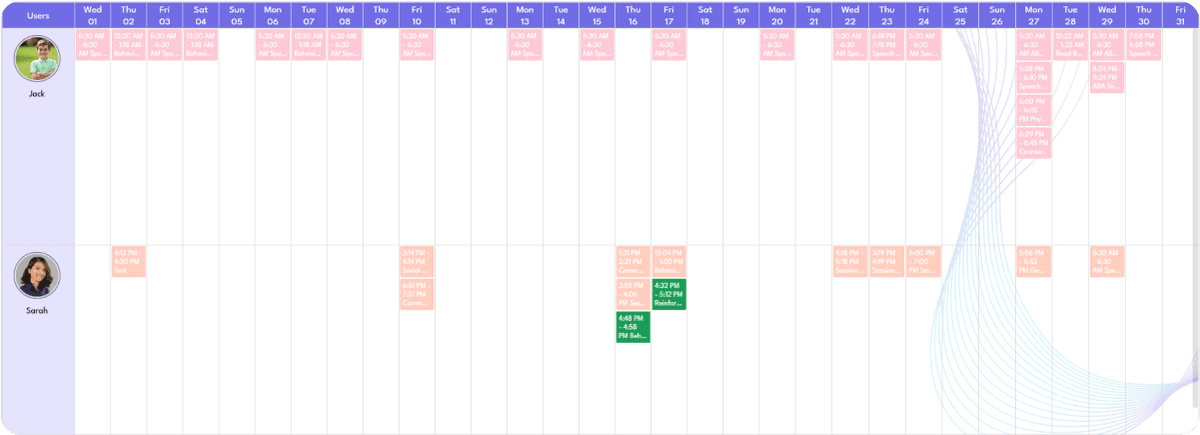 Users
Wed Thu Fri Sat Sun Mon Tue Wed Thu Fri Sat Sun Mon Tue Wed Thu Fri Sat Sun Mon Tue Wed Thu Fri Sat Sun Mon Tue Wed Thu Fri
01 02 03 04 05 06 07 08 09 10 11 12 13 14 15 16 17 18 19 20 21 22 23 24 25 26 27 28 29 30 31
Jack
5:30 AM
- 6:30
AM Spe...
12:20 AM
- 1:18 AM
Behavi...
5:30 AM
- 6:30
AM Spe...
12:20 AM
- 1:18 AM
Behavi...
5:30 AM
- 6:30
AM Spe...
12:20 AM
- 1:18 AM
Behavi...
5:30 AM
- 6:30
AM Spe...
5:30 AM
- 6:30
AM Spe...
5:30 AM
- 6:30
AM Spe...
5:30 AM
- 6:30
AM Spe...
5:30 AM
- 6:30
AM Spe...
5:30 AM
- 6:30
AM Spe...
5:30 AM
- 6:30
AM Spe...
6:18 PM -
7:18 PM
Speech ...
5:30 AM
- 6:30
AM Spe...
5:30 AM
- 6:30
AM AB...
5:58 PM
- 6:10 PM
Speech ...
6:00 PM
- 6:05
PM Phy...
6:29 PM
- 6:45 PM
Course...
12:32 AM
- 1:32 AM
Read B...
5:30 AM
- 6:30
AM AB...
8:24 PM
9:24 PM
ABA Se...
7:58 PM
8:58 PM
Speech...
Sarah
4:13 PM -
4:20 PM
Test
3:14 PM -
4:14 PM
Social ...
6:51 PM -
7:51 PM
Comm...
1:21 PM -
2:21 PM
Comm...
3:55 PM
- 4:06
PM Sea...
4:48 PM
- 4:58
PM Beh...
12:04 PM
- 1:00 PM
Behavi...
4:32 PM
- 5:12 PM
Reinfor...
4:18 PM -
5:18 PM
Session...
3:19 PM -
4:19 PM
Session...
6:00 PM
- 7:00
PM Ses...
5:56 PM
- 6:52
PM Go...
5:30 AM
- 6:30
AM Spe...